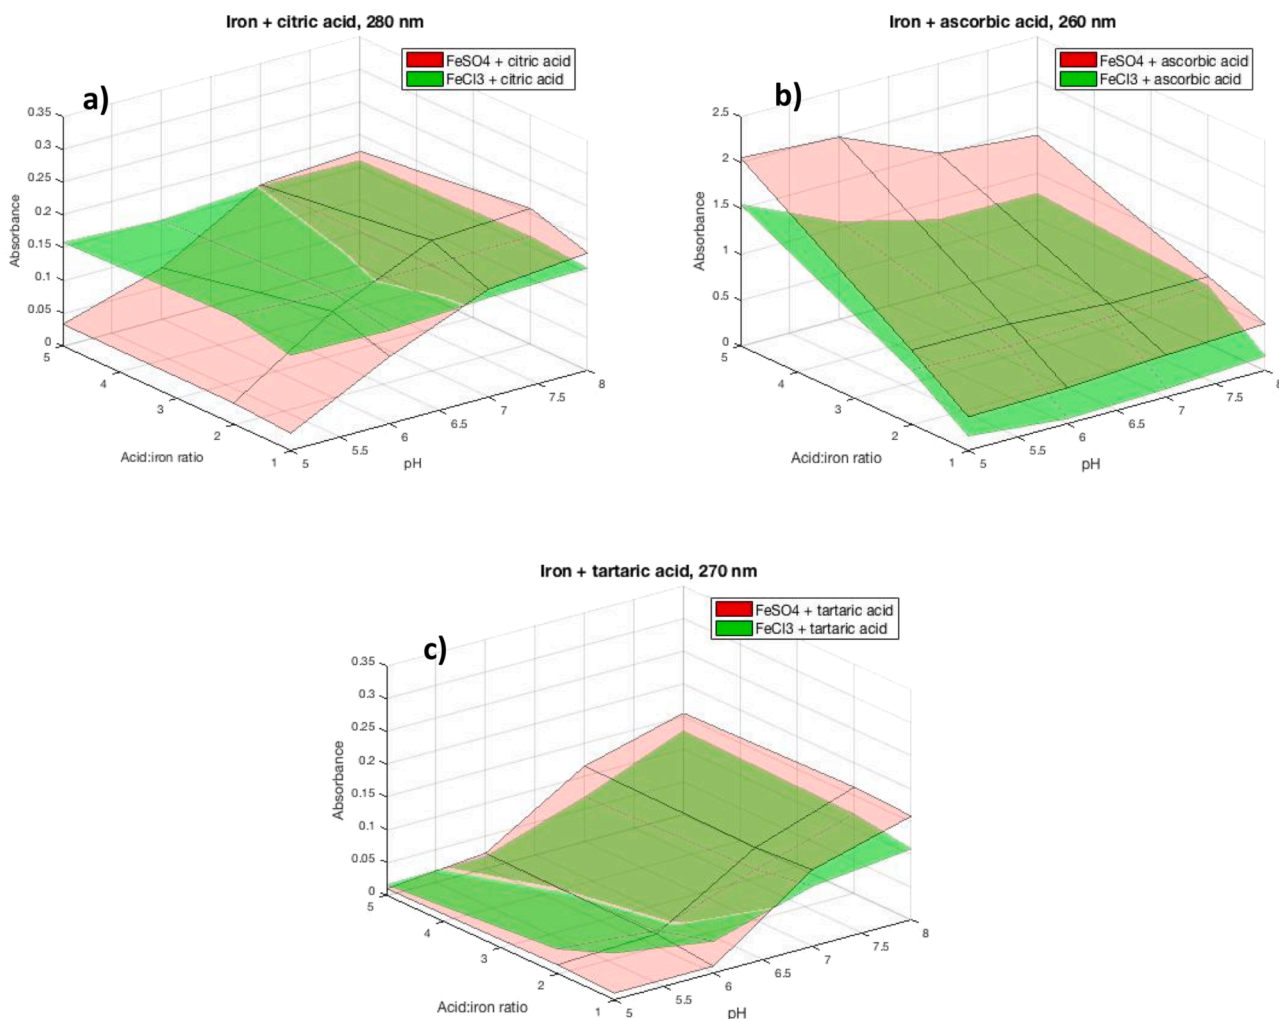 Iron + citric acid, 280 nm
a)
FeSO4 + citric acid
FeCl3 + citric acid
0.35
0.3
0.25
0.2
0.15
0.1
0.05
0
Absorbance
5
4
3
2
1
Acid:iron ratio
5
5.5
6
6.5
7
7.5
8
pH
Iron + ascorbic acid, 260 nm
b)
FeSO4 + ascorbic acid
FeCl3 + ascorbic acid
2.5
2
1.5
1
0.5
0
Absorbance
5
4
3
2
1
Acid:iron ratio
5
5.5
6
6.5
7
7.5
8
pH
Iron + tartaric acid, 270 nm
c)
FeSO4 + tartaric acid
FeCl3 + tartaric acid
0.35
0.3
0.25
0.2
0.15
0.1
0.05
0
Absorbance
5
4
3
2
1
Acid:iron ratio
5
5.5
6
6.5
7
7.5
8
pH